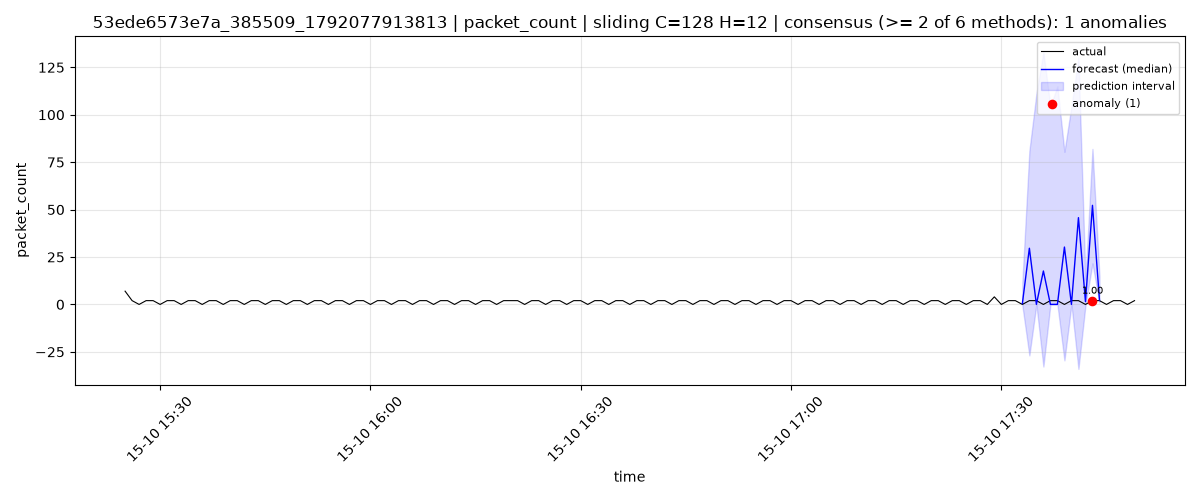 53ede6573e7a_385509_1792077913813 | packet_count | sliding C=128 H=12 | consensus (>= 2 of 6 methods): 1 anomalies
actual
forecast (median)
prediction interval
anomaly (1)
packet_count
125
100
75
50
25
0
−25
15-10 15:30
15-10 16:00
15-10 16:30
15-10 17:00
15-10 17:30
time